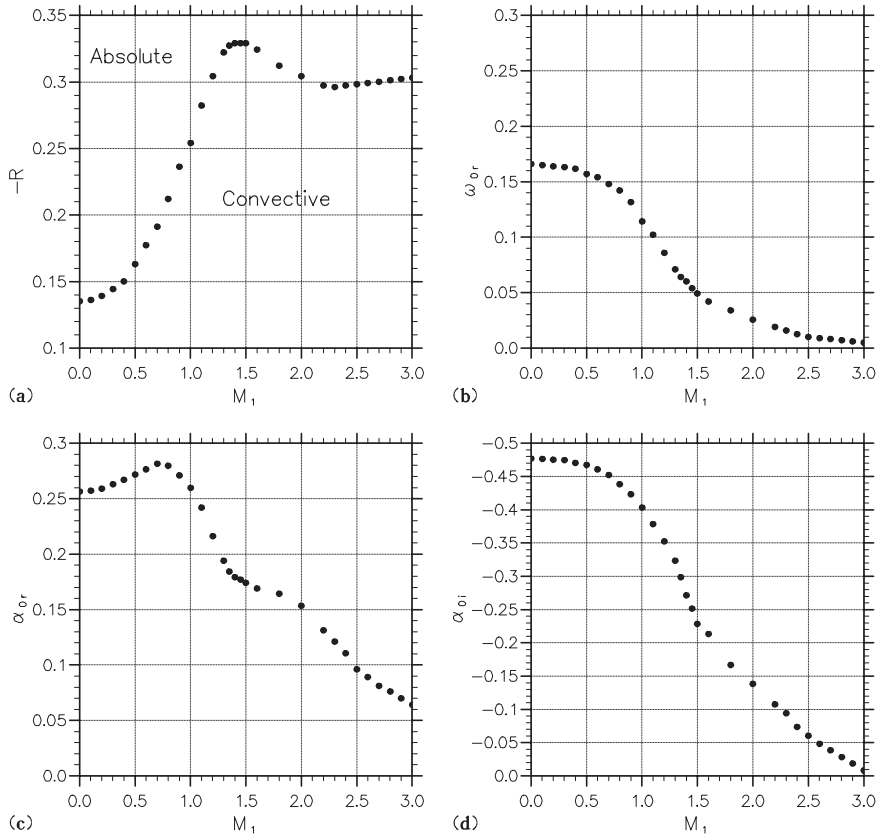 0.35
0.3
0.25
0.2
0.15
0.1
−R
Absolute
Convective
0.0 0.5 1.0 1.5 2.0 2.5 3.0
M₁
(a)
0.3
0.25
0.2
0.15
0.1
0.05
0.0
ω₀ᵣ
0.0 0.5 1.0 1.5 2.0 2.5 3.0
M₁
(b)
0.3
0.25
0.2
0.15
0.1
0.05
0.0
α₀ᵣ
0.0 0.5 1.0 1.5 2.0 2.5 3.0
M₁
(c)
−0.5
−0.45
−0.4
−0.35
−0.3
−0.25
−0.2
−0.15
−0.1
−0.05
0.0
α₀ᵢ
0.0 0.5 1.0 1.5 2.0 2.5 3.0
M₁
(d)